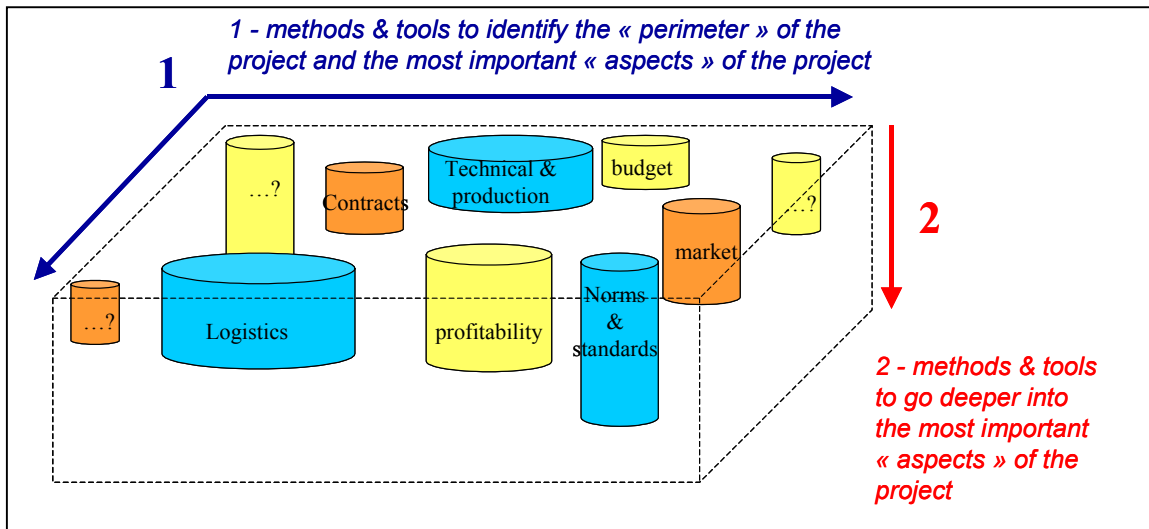 1 - methods & tools to identify the « perimeter » of the
project and the most important « aspects » of the project
1
…?
Contracts
Technical &
production
budget
…?
2
market
…?
Logistics
profitability
Norms
&
standards
2 - methods & tools
to go deeper into
the most important
« aspects » of the
project